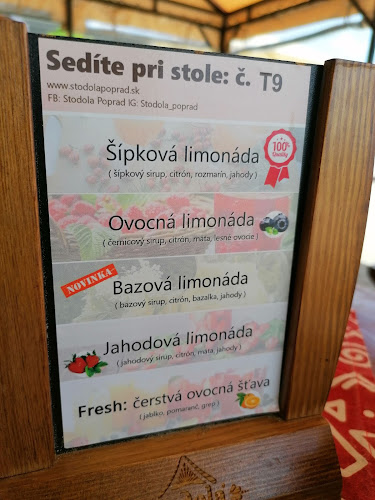 Sedíte pri stole: č. T9
www.stodolapoprad.sk
FB: Stodola Poprad IG: Stodola_poprad
Šípková limonáda
( šípkový sirup, citrón, rozmarín, jahody )
100%
Ovocná limonáda
( černicový sirup, citrón, mäta, lesné ovocie )
NOVINKA
Bazová limonáda
( bazový sirup, citrón, bazalka, jahody )
Jahodová limonáda
( jahodový sirup, citrón, mäta, jahody )
Fresh: čerstvá ovocná šťava
( jablko, pomaranč, grep )